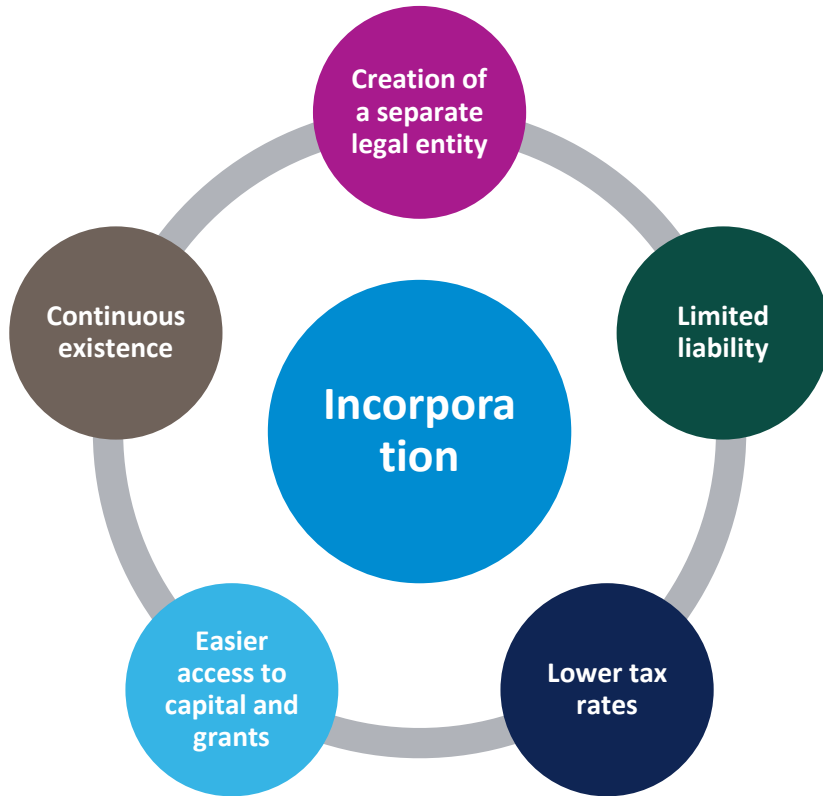 Creation of
a separate
legal entity
Limited
liability
Lower tax
rates
Easier
access to
capital and
grants
Continuous
existence
Incorpora
tion